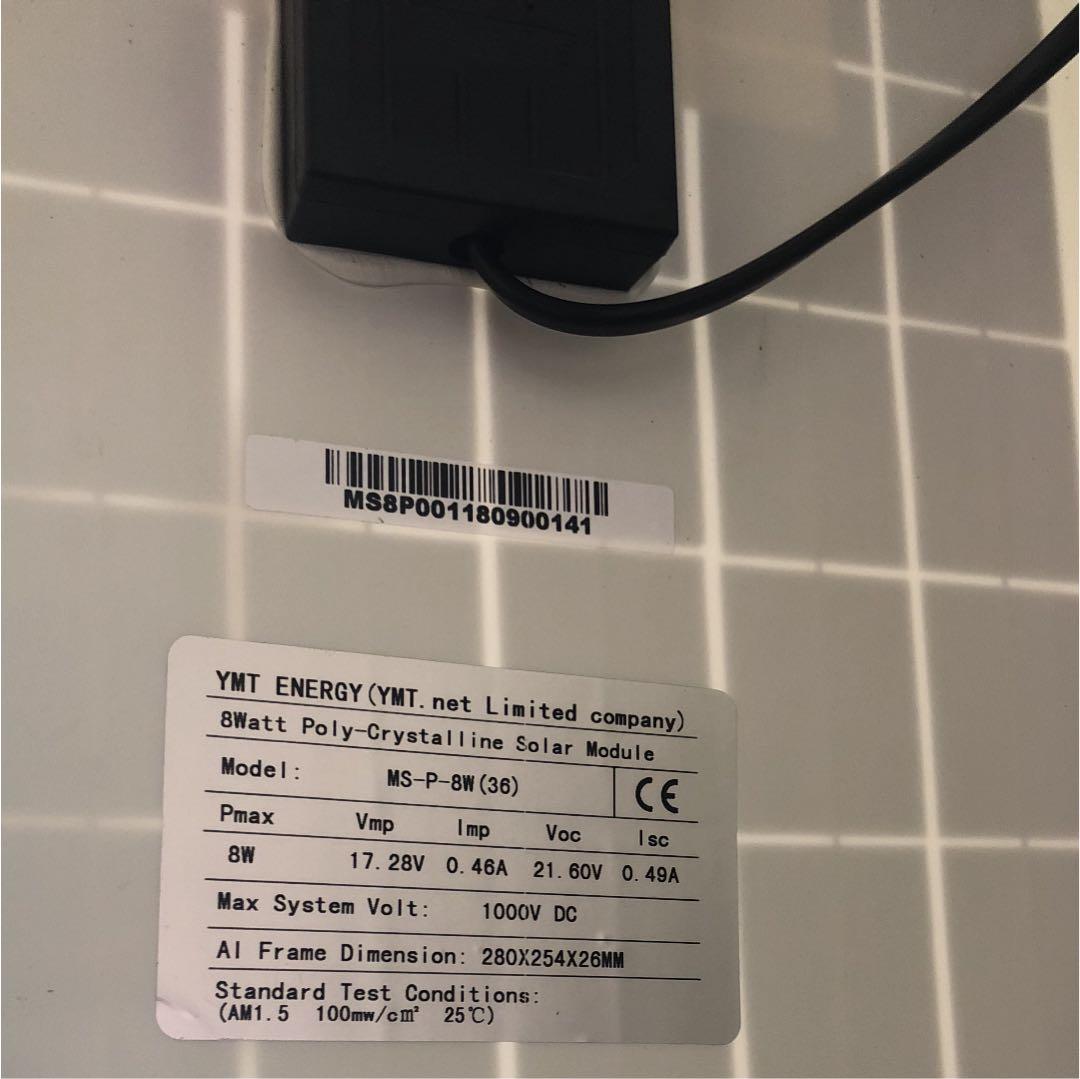 MS8P001180900141
YMT ENERGY(YMT.net Limited company)
8Watt Poly-Crystalline Solar Module
Model: MS-P-8W(36) CE
Pmax Vmp Imp Voc Isc
8W 17.28V 0.46A 21.60V 0.49A
Max System Volt: 1000V DC
Al Frame Dimension: 280X254X26MM
Standard Test Conditions:
(AM1.5 100mw/cm² 25℃)